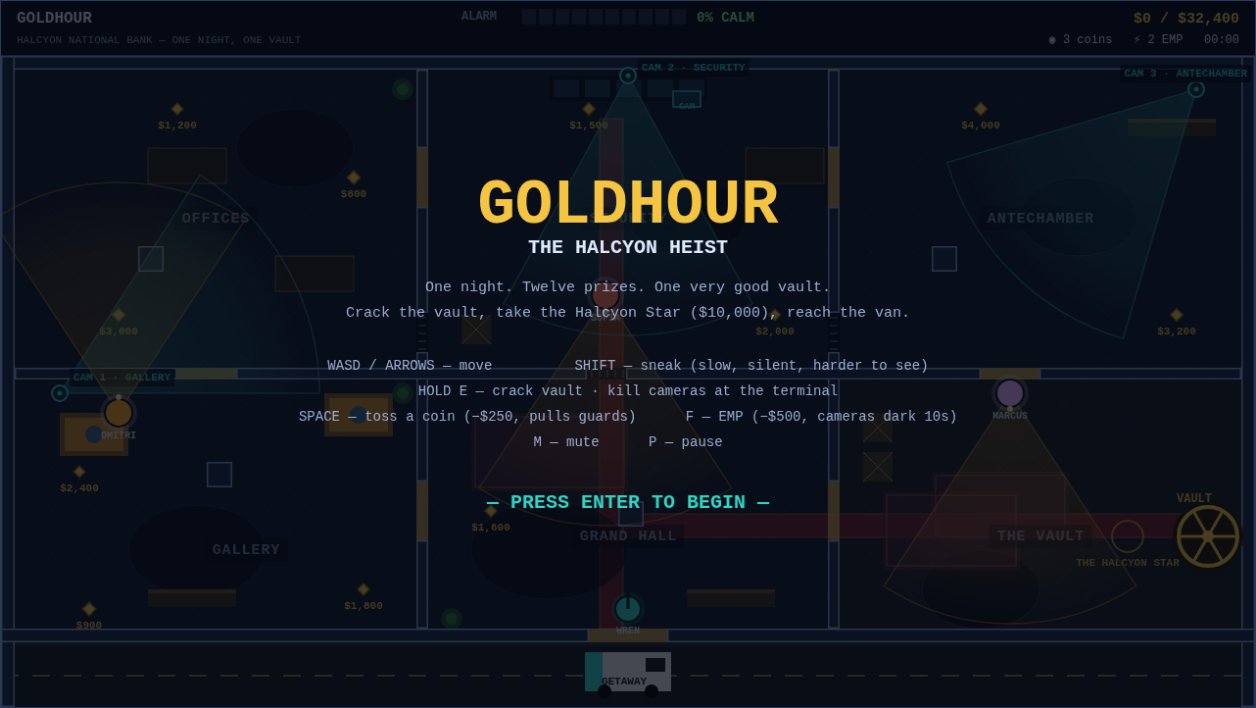 GOLDHOUR
ALARM 0% CALM
$0 / $32,400
HALCYON NATIONAL BANK — ONE NIGHT, ONE VAULT
◉ 3 coins ⚡ 2 EMP 00:00
CAM 2 · SECURITY
CAM 3 · ANTECHAMBER
CAM
$1,200
$1,500
$4,000
$800
GOLDHOUR
OFFICES
ANTECHAMBER
THE HALCYON HEIST
One night. Twelve prizes. One very good vault.
Crack the vault, take the Halcyon Star ($10,000), reach the van.
$3,000
$2,000
$3,200
WASD / ARROWS — move SHIFT — sneak (slow, silent, harder to see)
CAM 1 · GALLERY
HOLD E — crack vault · kill cameras at the terminal
SPACE — toss a coin (−$250, pulls guards) F — EMP (−$500, cameras dark 10s)
DMITRI
MARCUS
M — mute P — pause
$2,400
— PRESS ENTER TO BEGIN —
VAULT
$1,600
GRAND HALL
THE VAULT
GALLERY
THE HALCYON STAR
$1,800
$900
WREN
GETAWAY